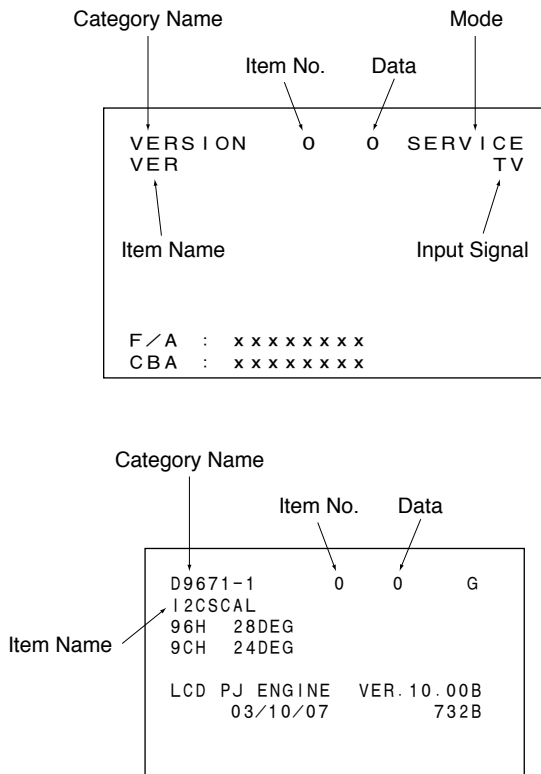 Category Name Mode
Item No. Data
VERSION 0 0 SERVICE
VER TV
Item Name Input Signal
F/A : xxxxxxxx
CBA : xxxxxxxx
Category Name
Item No. Data
D9671-1 0 0 G
I2CSCAL
96H 28DEG
Item Name
9CH 24DEG
LCD PJ ENGINE VER.10.00B
03/10/07 732B